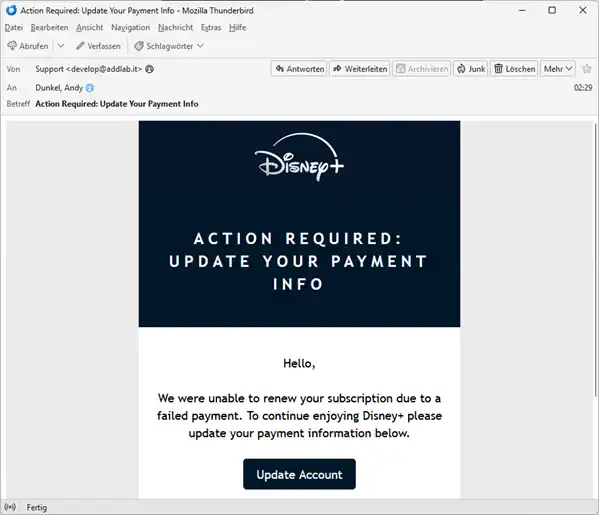 Action Required: Update Your Payment Info - Mozilla Thunderbird
Datei Bearbeiten Ansicht Navigation Nachricht Extras Hilfe
Abrufen Verfassen Schlagwörter
Von Support <develop@addlab.it> Antworten Weiterleiten Archivieren Junk Löschen Mehr
An Dunkel, Andy 02:29
Betreff Action Required: Update Your Payment Info
Disney+
ACTION REQUIRED:
UPDATE YOUR PAYMENT
INFO
Hello,
We were unable to renew your subscription due to a
failed payment. To continue enjoying Disney+ please
update your payment information below.
Update Account
Fertig